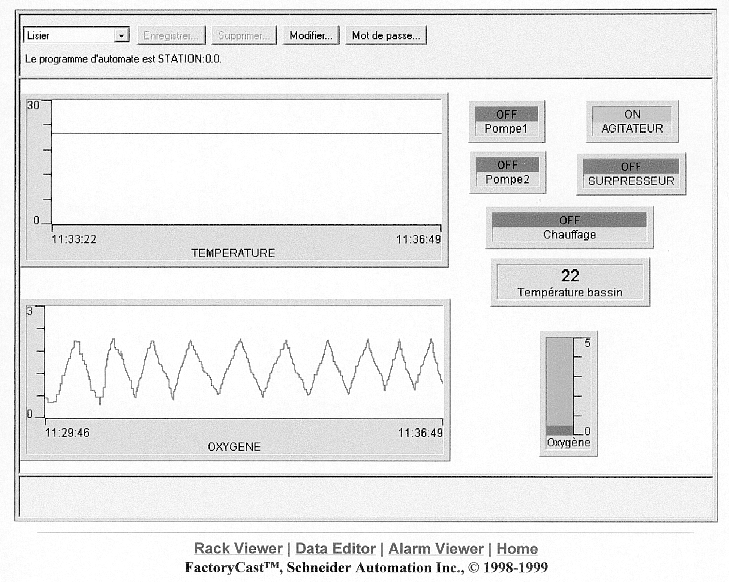 Lisier
Enregistrer...
Supprimer...
Modifier...
Mot de passe...
Le programme d'automate est STATION:0.0.
30
0
11:33:22
11:36:49
TEMPERATURE
OFF
Pompe1
ON
AGITATEUR
OFF
Pompe2
OFF
SURPRESSEUR
OFF
Chauffage
22
Température bassin
3
0
11:29:46
11:36:49
OXYGENE
5
0
Oxygène
Rack Viewer | Data Editor | Alarm Viewer | Home
FactoryCast™, Schneider Automation Inc., © 1998-1999